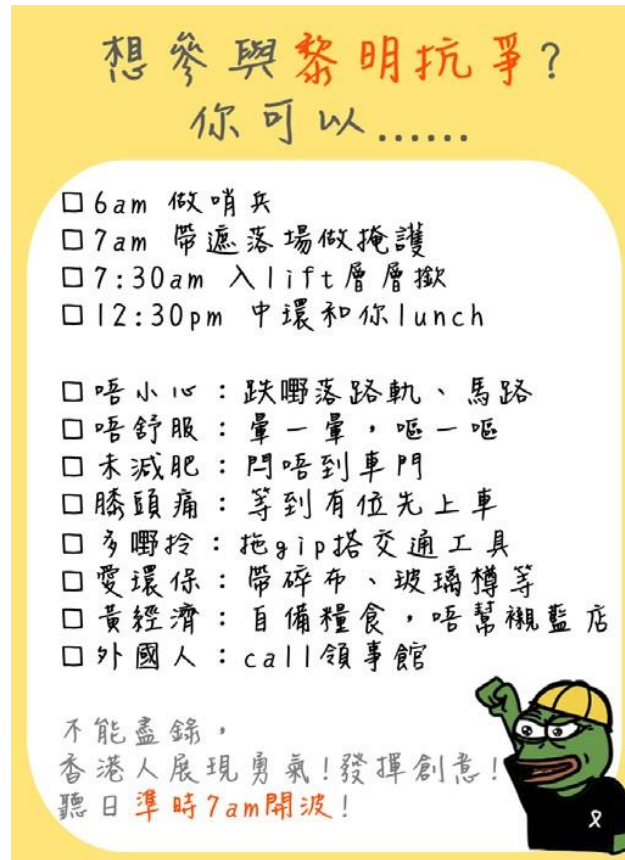 想參與黎明抗爭?
你可以......
□6am 做哨兵
□7am 帶遮落場做掩護
□7:30am 入lift層層撳
□12:30pm 中環和你lunch
□唔小心：跌嘢落路軌、馬路
□唔舒服：暈一暈，嘔一嘔
□未減肥：閂唔到車門
□膝頭痛：等到有位先上車
□多嘢拎：拖gip搭交通工具
□愛環保：帶碎布、玻璃樽等
□黃經濟：自備糧食，唔幫襯藍店
□外國人：call領事館
不能盡錄，
香港人展現勇氣!發揮創意!
聽日準時7am開波!